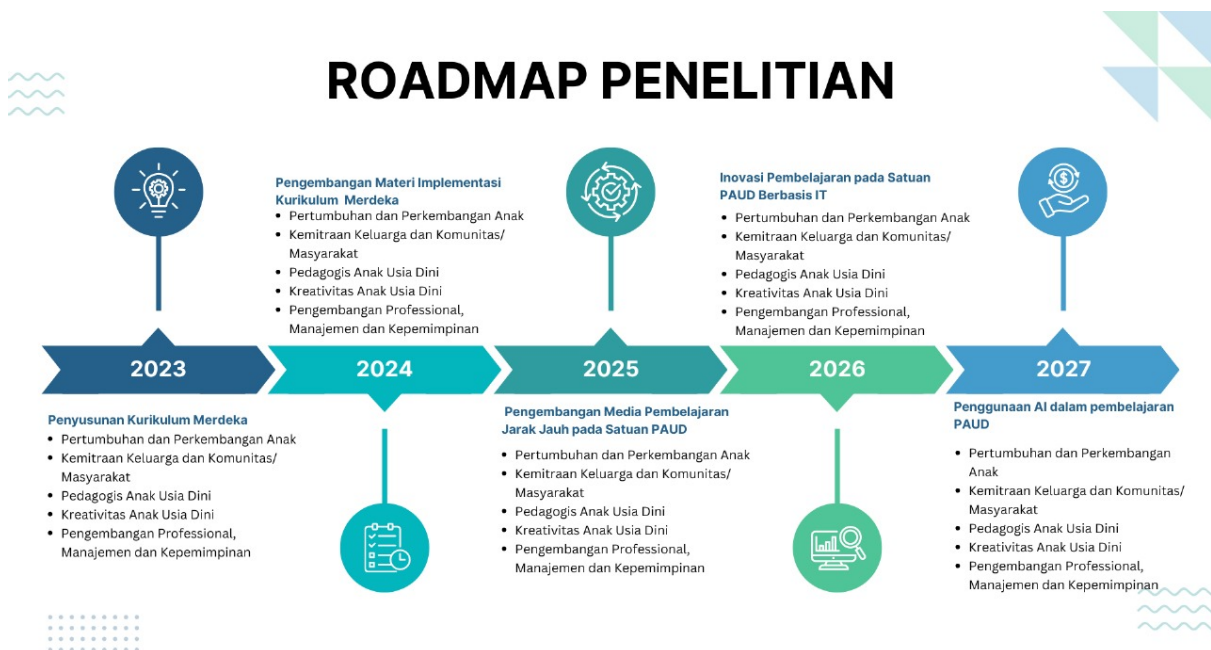 ROADMAP PENELITIAN
2023
Penyusunan Kurikulum Merdeka
• Pertumbuhan dan Perkembangan Anak
• Kemitraan Keluarga dan Komunitas/
Masyarakat
• Pedagogis Anak Usia Dini
• Kreativitas Anak Usia Dini
• Pengembangan Professional,
Manajemen dan Kepemimpinan
Pengembangan Materi Implementasi
Kurikulum Merdeka
• Pertumbuhan dan Perkembangan Anak
• Kemitraan Keluarga dan Komunitas/
Masyarakat
• Pedagogis Anak Usia Dini
• Kreativitas Anak Usia Dini
• Pengembangan Professional,
Manajemen dan Kepemimpinan
2024
2025
Pengembangan Media Pembelajaran
Jarak Jauh pada Satuan PAUD
• Pertumbuhan dan Perkembangan Anak
• Kemitraan Keluarga dan Komunitas/
Masyarakat
• Pedagogis Anak Usia Dini
• Kreativitas Anak Usia Dini
• Pengembangan Professional,
Manajemen dan Kepemimpinan
Inovasi Pembelajaran pada Satuan
PAUD Berbasis IT
• Pertumbuhan dan Perkembangan Anak
• Kemitraan Keluarga dan Komunitas/
Masyarakat
• Pedagogis Anak Usia Dini
• Kreativitas Anak Usia Dini
• Pengembangan Professional,
Manajemen dan Kepemimpinan
2026
2027
Penggunaan AI dalam pembelajaran
PAUD
• Pertumbuhan dan Perkembangan
Anak
• Kemitraan Keluarga dan Komunitas/
Masyarakat
• Pedagogis Anak Usia Dini
• Kreativitas Anak Usia Dini
• Pengembangan Professional,
Manajemen dan Kepemimpinan
$